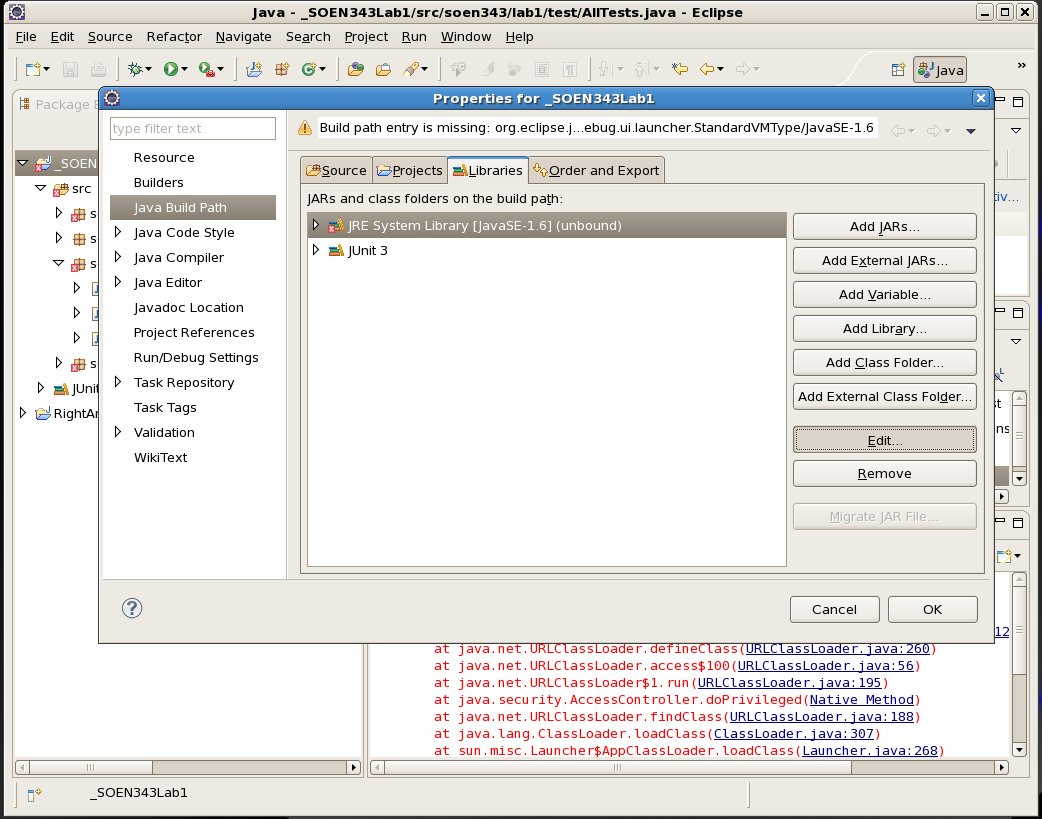 Java - _SOEN343Lab1/src/soen343/lab1/test/AllTests.java - Eclipse
File Edit Source Refactor Navigate Search Project Run Window Help
Java »
Package E
Properties for _SOEN343Lab1
type filter text
Build path entry is missing: org.eclipse.j...ebug.ui.launcher.StandardVMType/JavaSE-1.6
_SOEN
src
s
s
s
JUnit
RightAr
Resource
Builders
Java Build Path
Java Code Style
Java Compiler
Java Editor
Javadoc Location
Project References
Run/Debug Settings
Task Repository
Task Tags
Validation
WikiText
Source Projects Libraries Order and Export
JARs and class folders on the build path:
JRE System Library [JavaSE-1.6] (unbound)
JUnit 3
Add JARs...
Add External JARs...
Add Variable...
Add Library...
Add Class Folder...
Add External Class Folder...
Edit...
Remove
Migrate JAR File...
tiv...
st
ns
?
Cancel OK
12
at java.net.URLClassLoader.defineClass(URLClassLoader.java:260)
at java.net.URLClassLoader.access$100(URLClassLoader.java:56)
at java.net.URLClassLoader$1.run(URLClassLoader.java:195)
at java.security.AccessController.doPrivileged(Native Method)
at java.net.URLClassLoader.findClass(URLClassLoader.java:188)
at java.lang.ClassLoader.loadClass(ClassLoader.java:307)
at sun.misc.Launcher$AppClassLoader.loadClass(Launcher.java:268)
_SOEN343Lab1